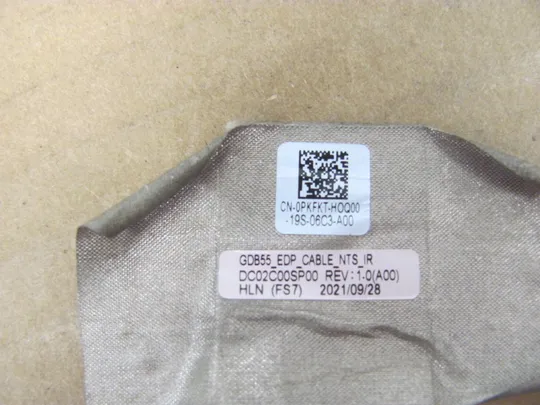 CN-0PKFKT-HOQ00
-19S-06C3-A00
GDB55_EDP_CABLE_NTS_IR
DC02C00SP00 REV:1.0(A00)
HLN (FS7) 2021/09/28